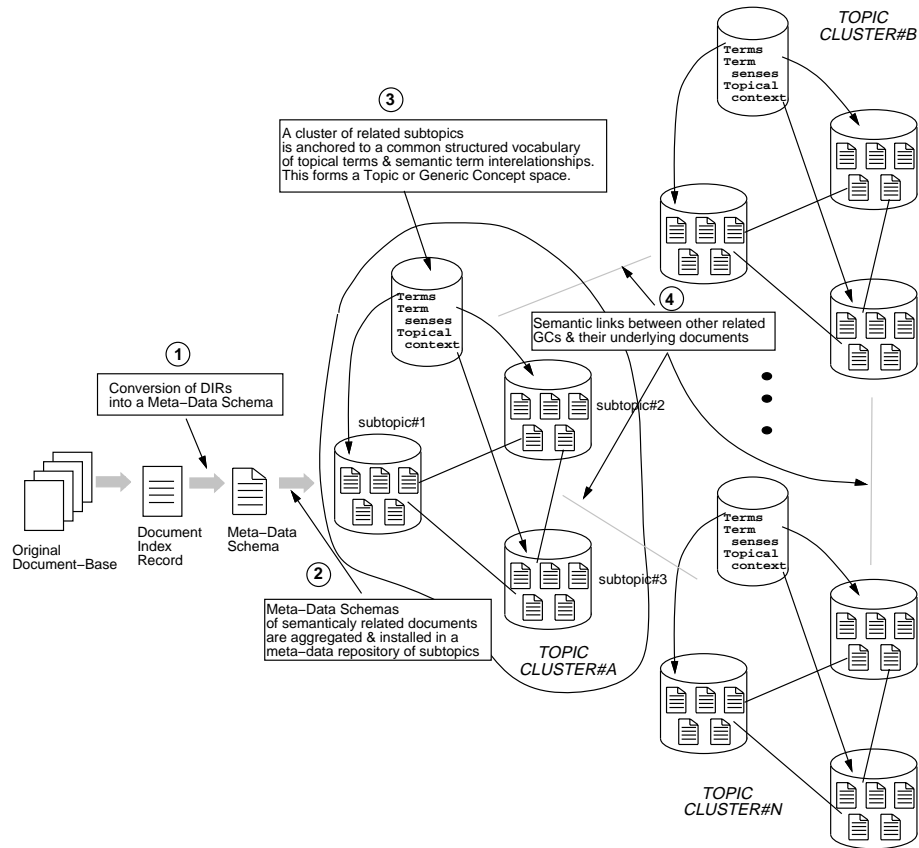 TOPIC
CLUSTER#B
Terms
Term
senses
Topical
context
3
A cluster of related subtopics
is anchored to a common structured vocabulary
of topical terms & semantic term interelationships.
This forms a Topic or Generic Concept space.
4
Semantic links between other related
GCs & their underlying documents
Terms
Term
senses
Topical
context
1
Conversion of DIRs
into a Meta–Data Schema
subtopic#1
subtopic#2
subtopic#3
Original
Document–Base
Document
Index
Record
Meta–Data
Schema
2
Meta–Data Schemas
of semanticaly related documents
are aggregated & installed in a
meta–data repository of subtopics
TOPIC
CLUSTER#A
Terms
Term
senses
Topical
context
TOPIC
CLUSTER#N